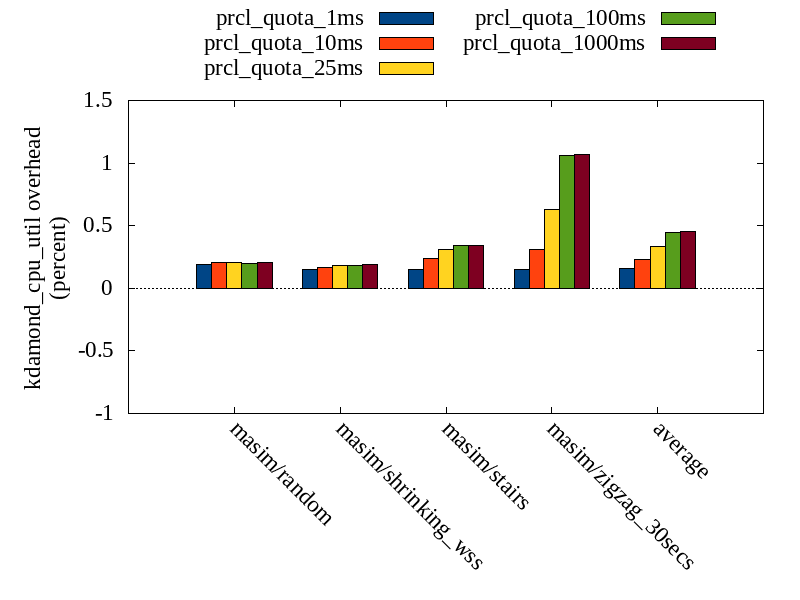 prcl_quota_1ms
prcl_quota_10ms
prcl_quota_25ms
prcl_quota_100ms
prcl_quota_1000ms
kdamond_cpu_util overhead
(percent)
1.5
1
0.5
0
-0.5
-1
masim/random
masim/shrinking_wss
masim/stairs
masim/zigzag_30secs
average